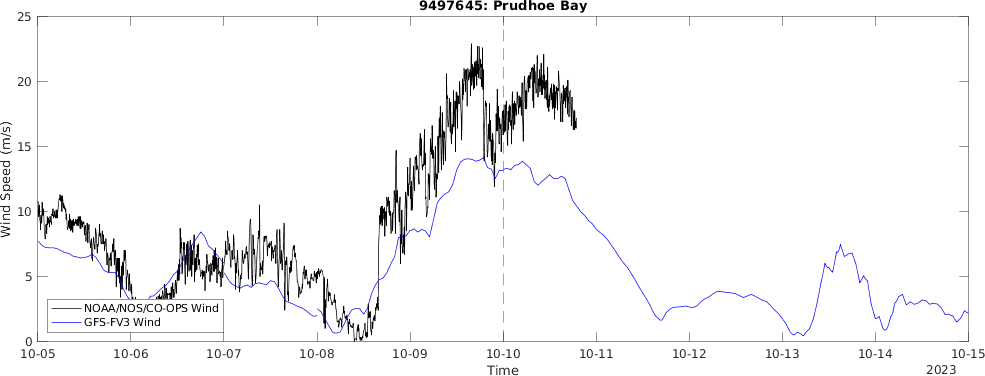 9497645: Prudhoe Bay
25
20
15
10
5
0
Wind Speed (m/s)
NOAA/NOS/CO-OPS Wind
GFS-FV3 Wind
10-05 10-06 10-07 10-08 10-09 10-10 10-11 10-12 10-13 10-14 10-15
Time
2023